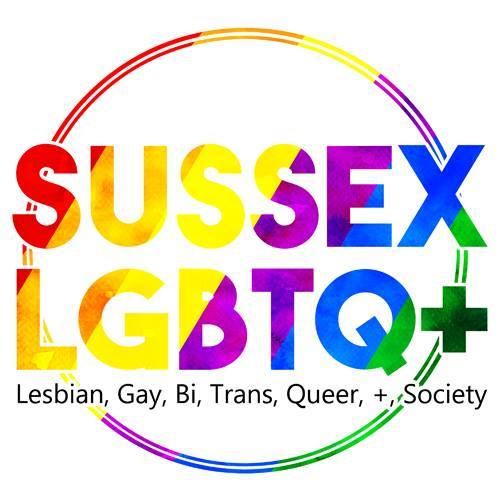 SUSSEX
LGBTQ+
Lesbian, Gay, Bi, Trans, Queer, +, Society